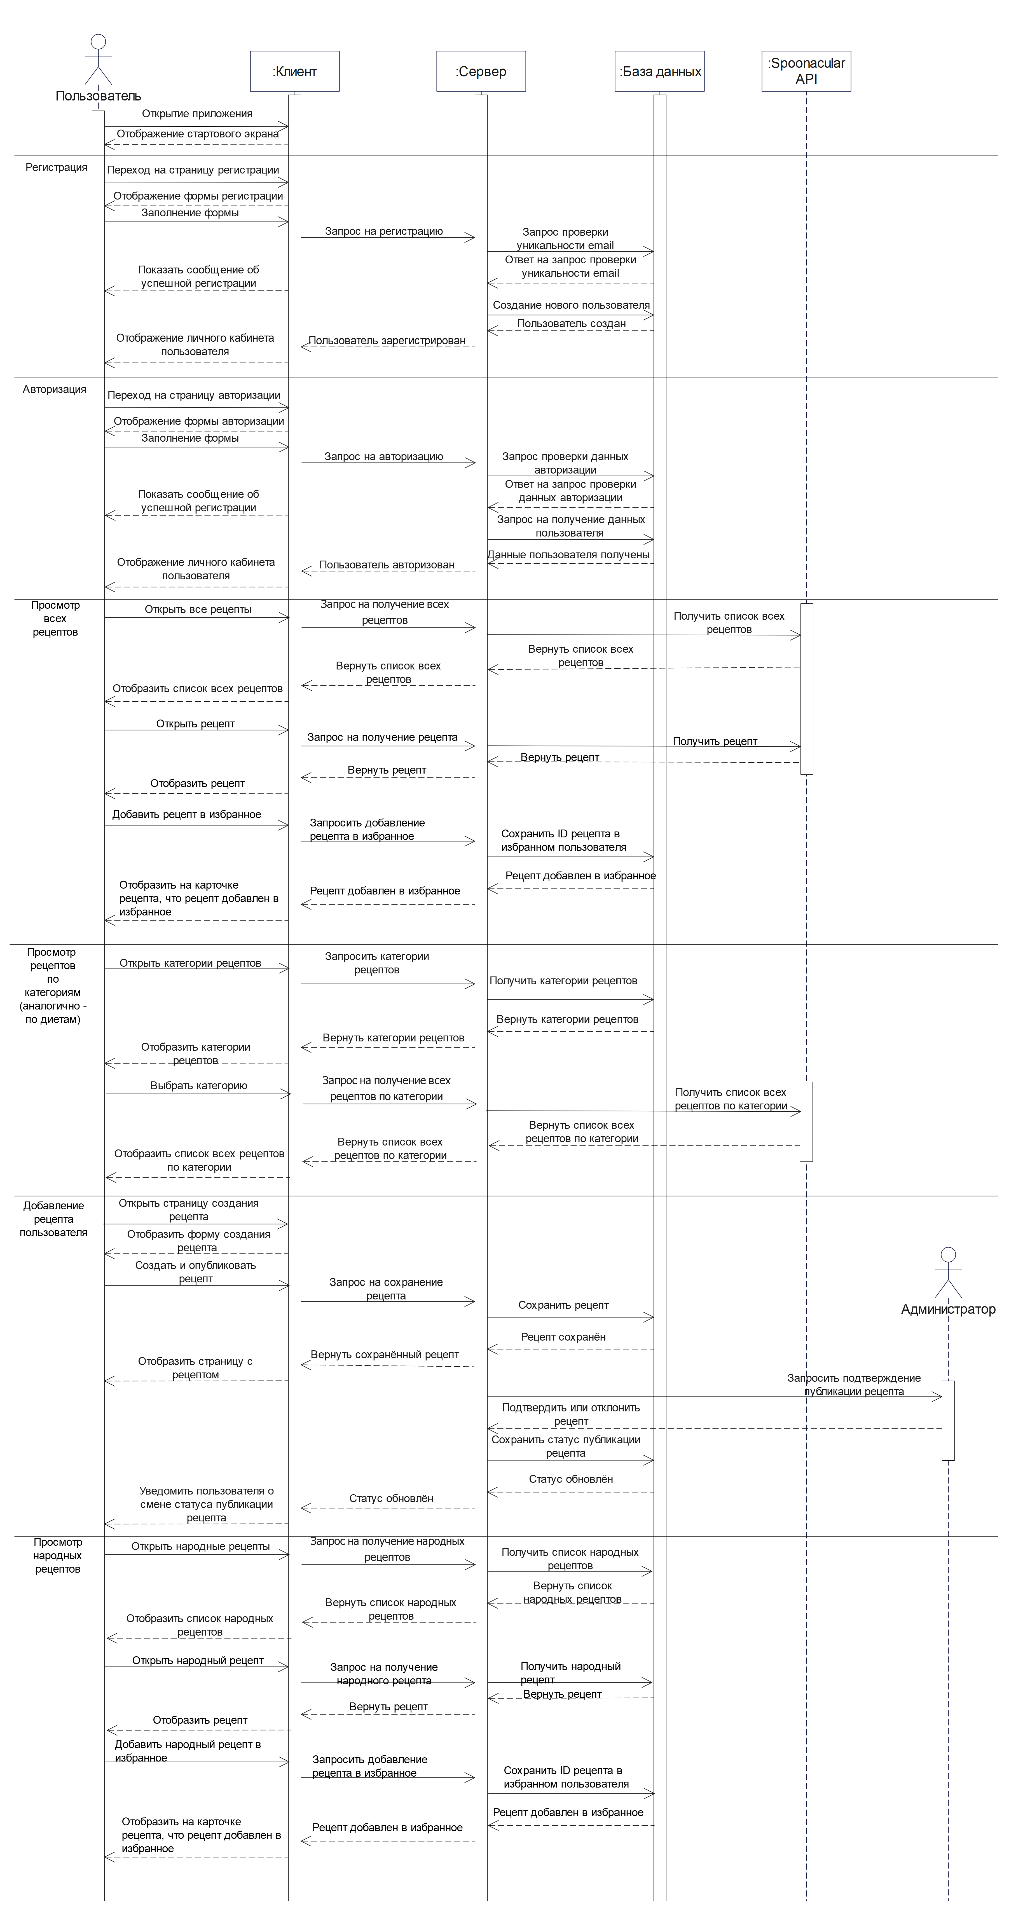 :Клиент
:Сервер
:База данных
:Spoonacular
API
Пользователь
Открытие приложения
Отображение стартового экрана
Регистрация
Переход на страницу регистрации
Отображение формы регистрации
Заполнение формы
Запрос на регистрацию
Запрос проверки
уникальности email
Ответ на запрос проверки
уникальности email
Показать сообщение об
успешной регистрации
Создание нового пользователя
Пользователь создан
Пользователь зарегистрирован
Отображение личного кабинета
пользователя
Авторизация
Переход на страницу авторизации
Отображение формы авторизации
Заполнение формы
Запрос на авторизацию
Запрос проверки данных
авторизации
Ответ на запрос проверки
данных авторизации
Показать сообщение об
успешной регистрации
Запрос на получение данных
пользователя
Данные пользователя получены
Пользователь авторизован
Отображение личного кабинета
пользователя
Просмотр
всех
рецептов
Открыть все рецепты
Запрос на получение всех
рецептов
Получить список всех
рецептов
Вернуть список всех
рецептов
Вернуть список всех
рецептов
Отобразить список всех рецептов
Открыть рецепт
Запрос на получение рецепта
Получить рецепт
Вернуть рецепт
Вернуть рецепт
Отобразить рецепт
Добавить рецепт в избранное
Запросить добавление
рецепта в избранное
Сохранить ID рецепта в
избранном пользователя
Рецепт добавлен в избранное
Рецепт добавлен в избранное
Отобразить на карточке
рецепта, что рецепт добавлен в
избранное
Просмотр
рецептов
по
категориям
(аналогично -
по диетам)
Открыть категории рецептов
Запросить категории
рецептов
Получить категории рецептов
Вернуть категории рецептов
Вернуть категории рецептов
Отобразить категории
рецептов
Выбрать категорию
Запрос на получение всех
рецептов по категории
Получить список всех
рецептов по категории
Вернуть список всех
рецептов по категории
Вернуть список всех
рецептов по категории
Отобразить список всех рецептов
по категории
Добавление
рецепта
пользователя
Открыть страницу создания
рецепта
Отобразить форму создания
рецепта
Создать и опубликовать
рецепт
Запрос на сохранение
рецепта
Сохранить рецепт
Администратор
Рецепт сохранён
Вернуть сохранённый рецепт
Отобразить страницу с
рецептом
Запросить подтверждение
публикации рецепта
Подтвердить или отклонить
рецепт
Сохранить статус публикации
рецепта
Статус обновлён
Статус обновлён
Уведомить пользователя о
смене статуса публикации
рецепта
Просмотр
народных
рецептов
Открыть народные рецепты
Запрос на получение народных
рецептов
Получить список народных
рецептов
Вернуть список
народных рецептов
Вернуть список народных
рецептов
Отобразить список народных
рецептов
Открыть народный рецепт
Запрос на получение
народного рецепта
Получить народный
рецепт
Вернуть рецепт
Вернуть рецепт
Отобразить рецепт
Добавить народный рецепт в
избранное
Запросить добавление
рецепта в избранное
Сохранить ID рецепта в
избранном пользователя
Рецепт добавлен в избранное
Рецепт добавлен в избранное
Отобразить на карточке
рецепта, что рецепт добавлен в
избранное